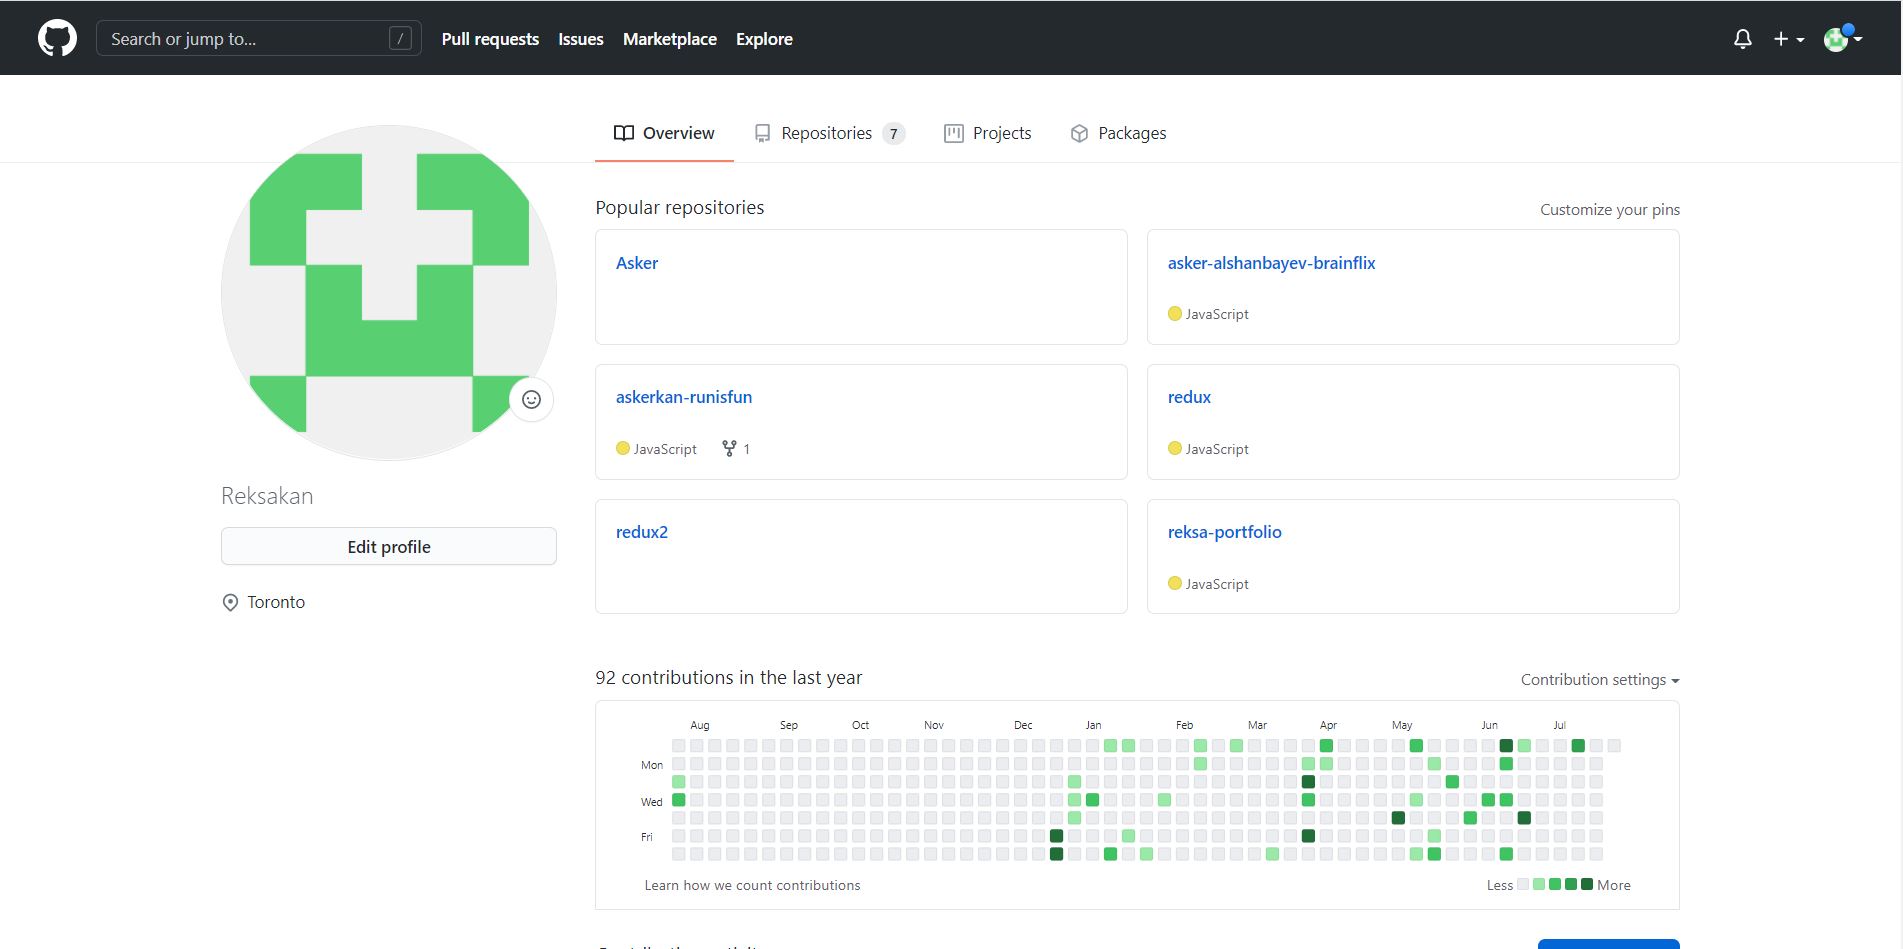 Search or jump to... / Pull requests Issues Marketplace Explore
Overview Repositories 7 Projects Packages
Popular repositories Customize your pins
Asker
asker-alshanbayev-brainflix
JavaScript
askerkan-runisfun
JavaScript 1
redux
JavaScript
redux2
reksa-portfolio
JavaScript
Reksakan
Edit profile
Toronto
92 contributions in the last year Contribution settings
Aug Sep Oct Nov Dec Jan Feb Mar Apr May Jun Jul
Mon
Wed
Fri
Learn how we count contributions Less More